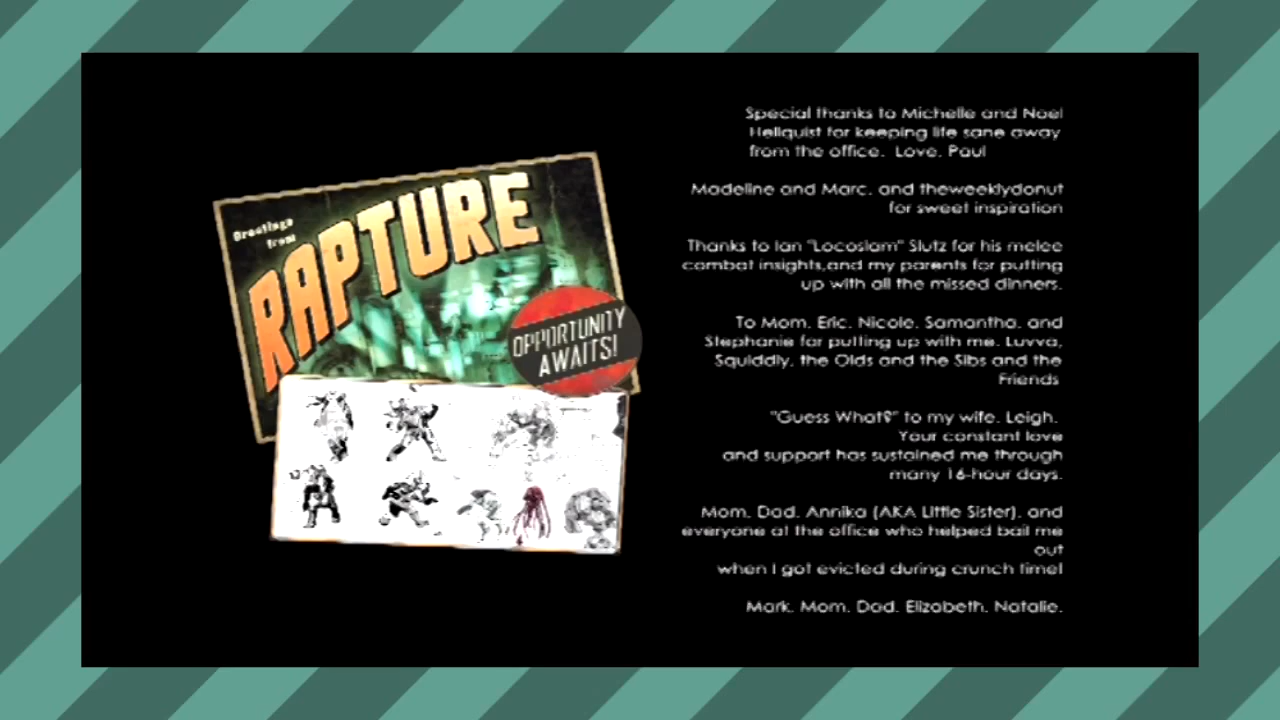 Greetings
from
RAPTURE
OPPORTUNITY
AWAITS!
Special thanks to Michelle and Noel
Hellquist for keeping life sane away
from the office. Love, Paul
Madeline and Marc, and theweeklydonut
for sweet inspiration
Thanks to Ian "Locoslam" Slutz for his melee
combat insights,and my parents for putting
up with all the missed dinners.
To Mom, Eric, Nicole, Samantha, and
Stephanie for putting up with me. Luvva,
Squiddly, the Olds and the Sibs and the
Friends
"Guess What?" to my wife, Leigh.
Your constant love
and support has sustained me through
many 16-hour days.
Mom, Dad, Annika (AKA Little Sister), and
everyone at the office who helped bail me
out
when I got evicted during crunch time!
Mark, Mom, Dad, Elizabeth, Natalie,